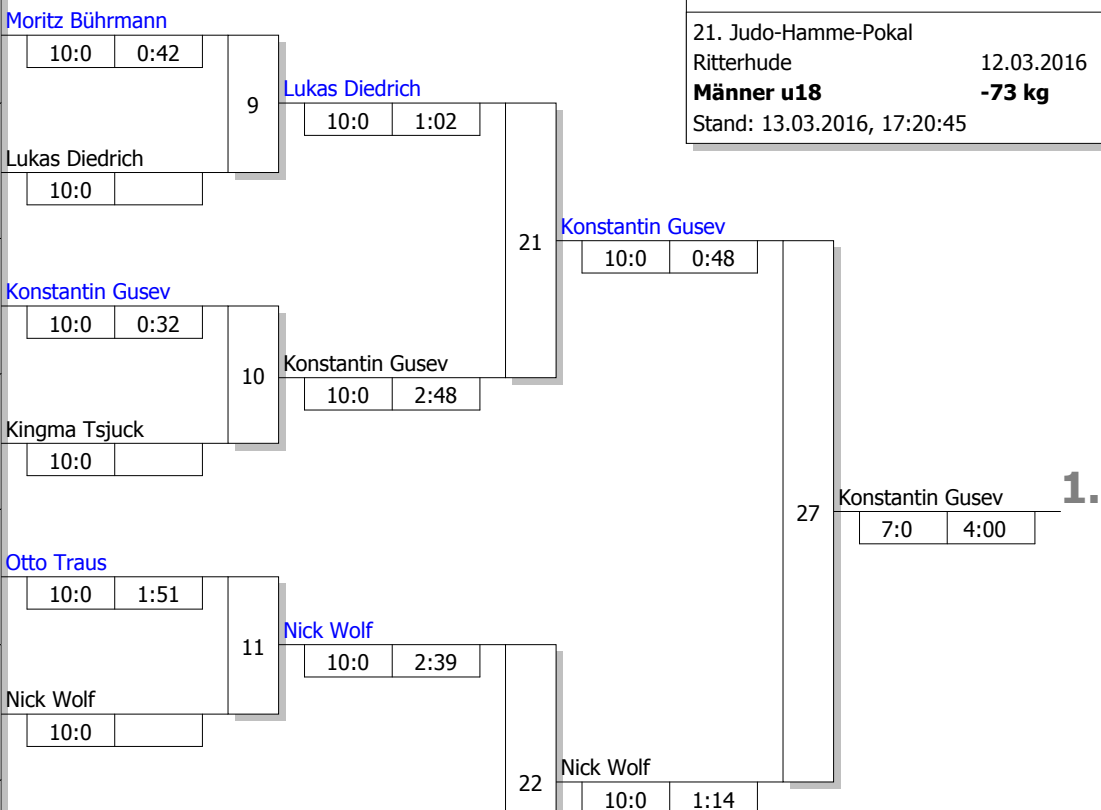 Moritz Bührmann
10:0 0:42
9
Lukas Diedrich
10:0
Lukas Diedrich
10:0 1:02
21
Konstantin Gusev
10:0 0:32
10
Kingma Tsjuck
10:0
Konstantin Gusev
10:0 2:48
Konstantin Gusev
10:0 0:48
27
Otto Traus
10:0 1:51
11
Nick Wolf
10:0
Nick Wolf
10:0 2:39
22
Nick Wolf
10:0 1:14
Konstantin Gusev 1.
7:0 4:00
21. Judo-Hamme-Pokal
Ritterhude 12.03.2016
Männer u18 -73 kg
Stand: 13.03.2016, 17:20:45